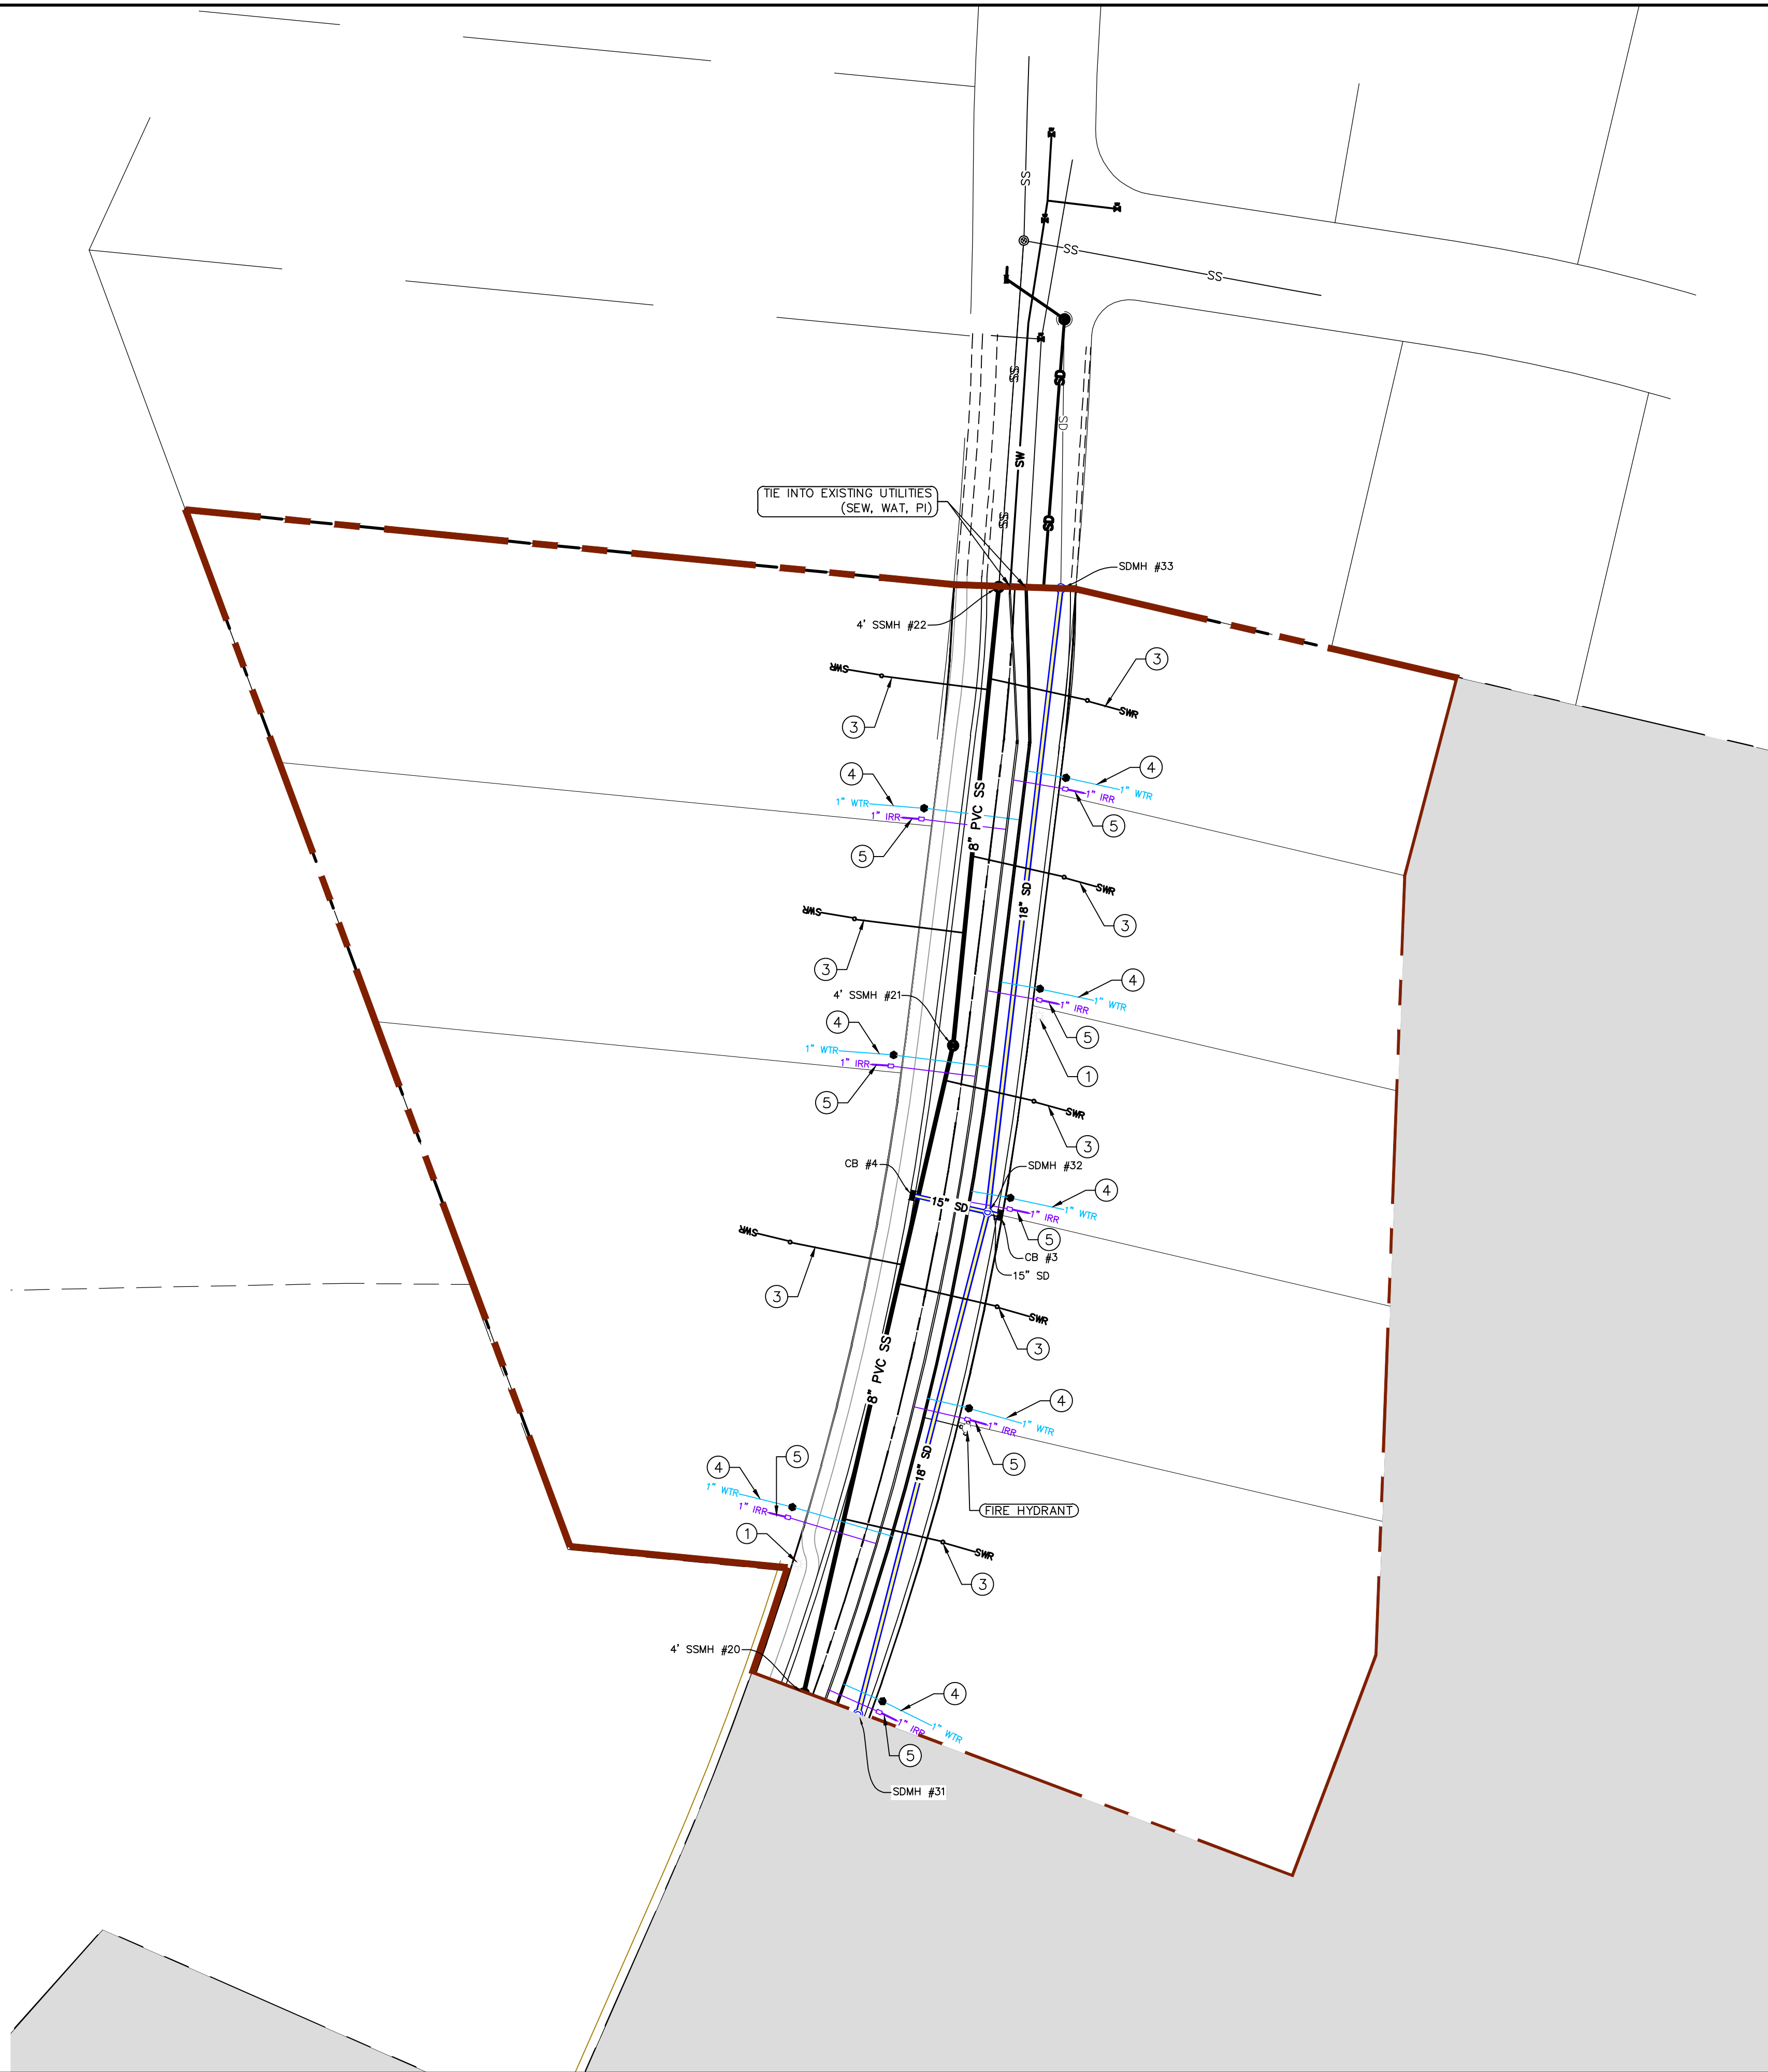 SS
SS
SS
SS
SD
SD
SW
TIE INTO EXISTING UTILITIES
(SEW, WAT, PI)
SS
SD
SDMH #33
4' SSMH #22
3
SWR
SWR
3
4
4
1" WTR
1" IRR
1" WTR
1" IRR
5
5
8" PVC SS
18" SD
SWR
3
SWR
3
4
4' SSMH #21
1" WTR
1" IRR
4
5
1" WTR
1" IRR
1
5
SWR
3
CB #4
SDMH #32
15" SD
4
1" WTR
1" IRR
5
SWR
CB #3
15" SD
3
SWR
3
8" PVC SS
4
1" WTR
1" IRR
18" SD
5
5
4
1" WTR
1" IRR
FIRE HYDRANT
1
SWR
3
4' SSMH #20
4
1" IRR
1" WTR
5
SDMH #31